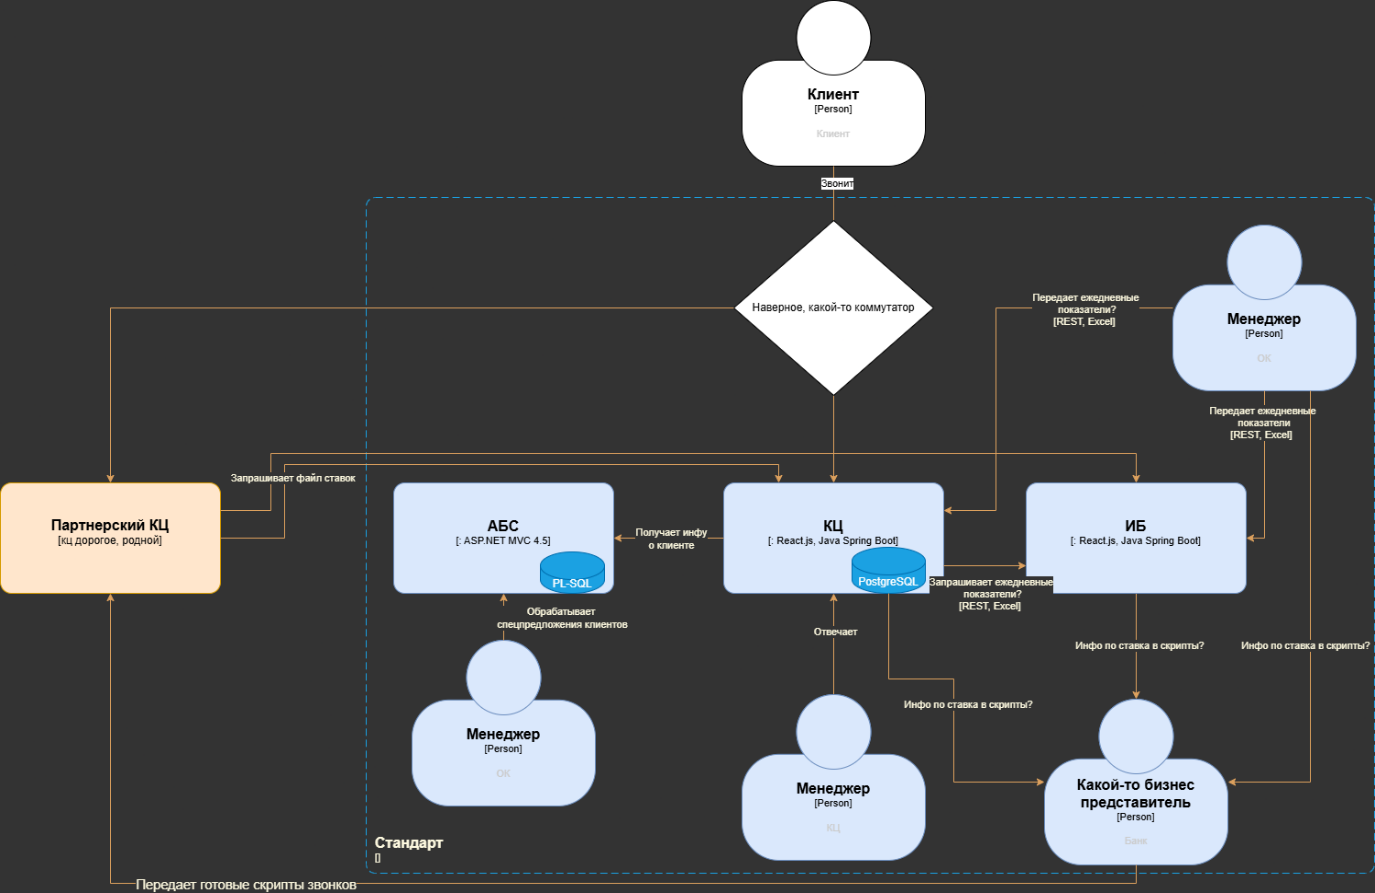 Клиент
[Person]
Клиент
Звонит
Наверное, какой-то коммутатор
Передает ежедневные
показатели?
[REST, Excel]
Менеджер
[Person]
ОК
Передает ежедневные
показатели
[REST, Excel]
Запрашивает файл ставок
Партнерский КЦ
[кц дорогое, родной]
АБС
[: ASP.NET MVC 4.5]
PL-SQL
Получает инфу
о клиенте
КЦ
[: React.js, Java Spring Boot]
PostgreSQL
ИБ
[: React.js, Java Spring Boot]
Запрашивает ежедневные
показатели?
[REST, Excel]
Обрабатывает
спецпредложения клиентов
Отвечает
Инфо по ставка в скрипты?
Инфо по ставка в скрипты?
Инфо по ставка в скрипты?
Менеджер
[Person]
ОК
Менеджер
[Person]
КЦ
Какой-то бизнес
представитель
[Person]
Банк
Стандарт
[]
Передает готовые скрипты звонков